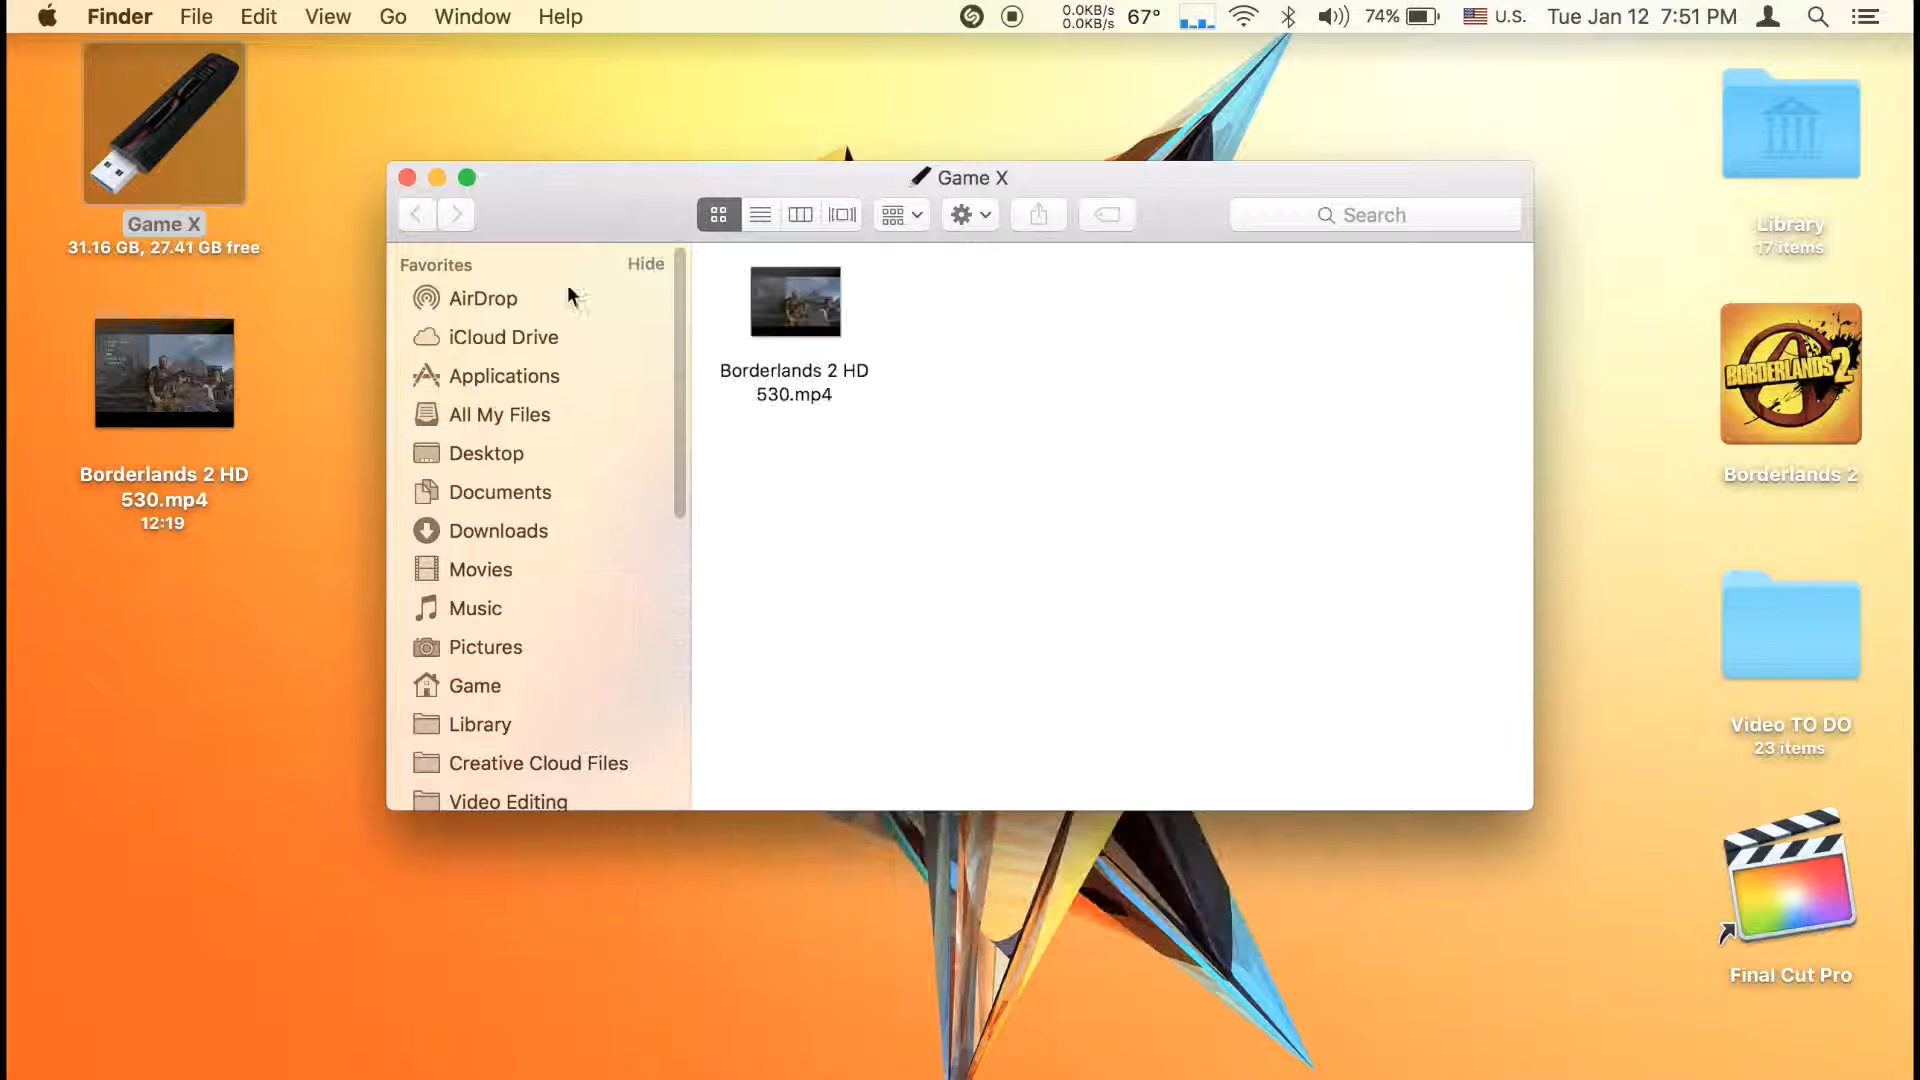 Finder File Edit View Go Window Help
0.0KB/s
0.0KB/s
67° 74% U.S. Tue Jan 12 7:51 PM
Game X
31.16 GB, 27.41 GB free
Borderlands 2 HD
530.mp4
12:19
Game X
Search
Favorites Hide
AirDrop
iCloud Drive
Applications
All My Files
Desktop
Documents
Downloads
Movies
Music
Pictures
Game
Library
Creative Cloud Files
Video Editing
Borderlands 2 HD
530.mp4
Library
17 items
BORDERLANDS 2
Borderlands 2
Video TO DO
23 items
Final Cut Pro